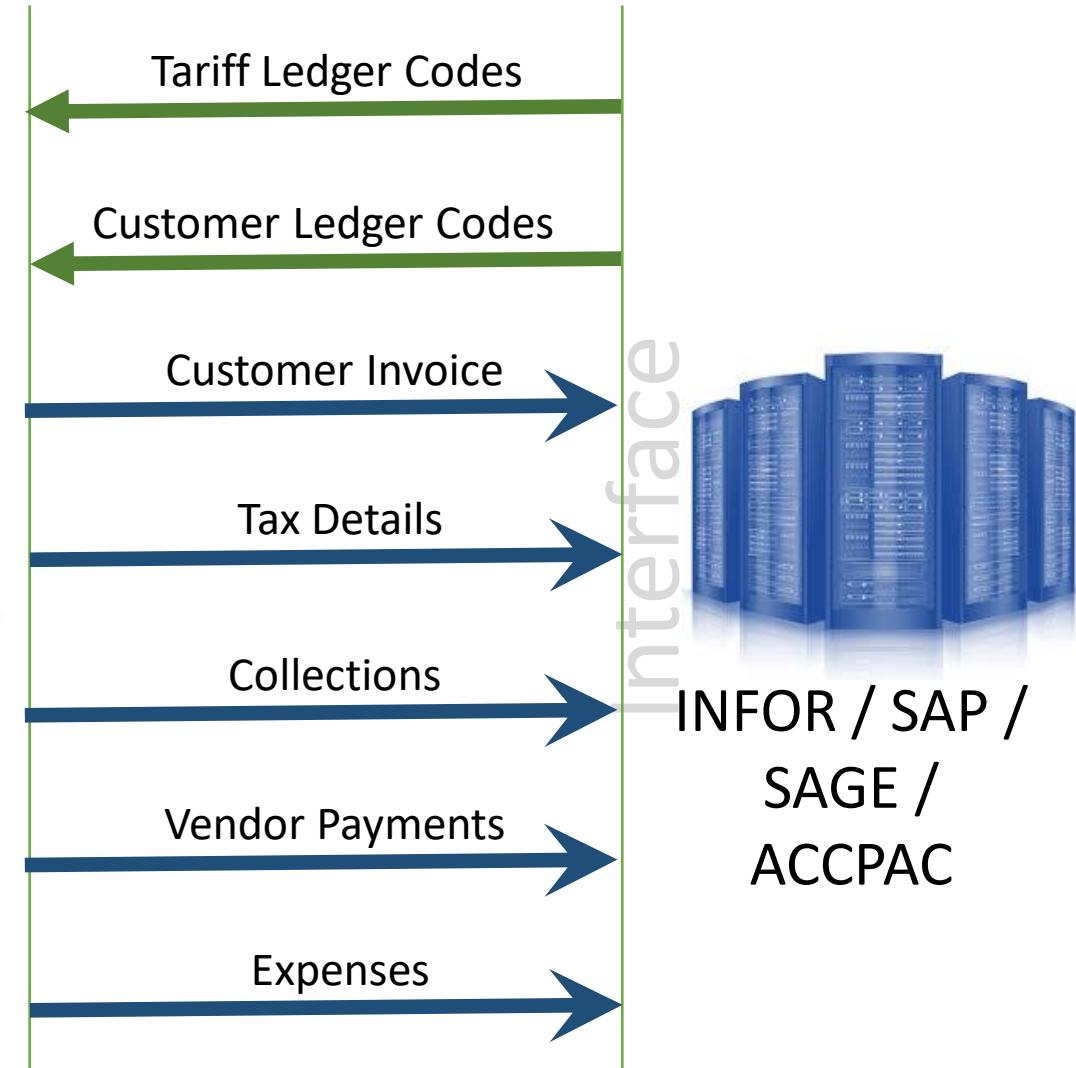 Tariff Ledger Codes
Customer Ledger Codes
Customer Invoice
Tax Details
Collections
Vendor Payments
Expenses
Interface
INFOR / SAP /
SAGE /
ACCPAC